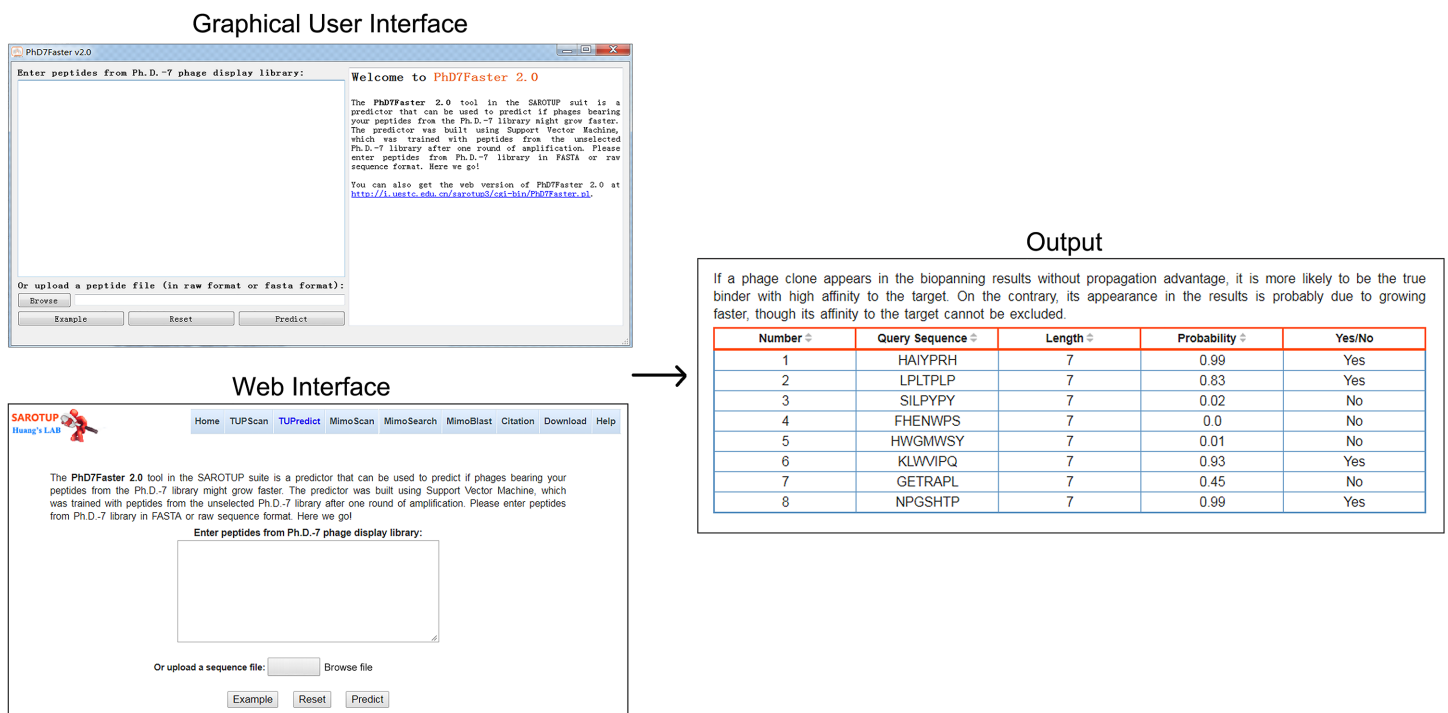 Graphical User Interface
PhD7Faster v2.0
Enter peptides from Ph.D.-7 phage display library:
Welcome to PhD7Faster 2.0
The PhD7Faster 2.0 tool in the SAROTUP suit is a
predictor that can be used to predict if phages bearing
your peptides from the Ph.D.-7 library might grow faster.
The predictor was built using Support Vector Machine,
which was trained with peptides from the unselected
Ph.D.-7 library after one round of amplification. Please
enter peptides from Ph.D.-7 library in FASTA or raw
sequence format. Here we go!
You can also get the web version of PhD7Faster 2.0 at
http://i.uestc.edu.cn/sarotup3/cgi-bin/PhD7Faster.pl.
Or upload a peptide file (in raw format or fasta format):
Browse
Example Reset Predict
Web Interface
SAROTUP
Huang's LAB
Home TUPScan TUPredict MimoScan MimoSearch MimoBlast Citation Download Help
The PhD7Faster 2.0 tool in the SAROTUP suite is a predictor that can be used to predict if phages bearing your
peptides from the Ph.D.-7 library might grow faster. The predictor was built using Support Vector Machine, which
was trained with peptides from the unselected Ph.D.-7 library after one round of amplification. Please enter peptides
from Ph.D.-7 library in FASTA or raw sequence format. Here we go!
Enter peptides from Ph.D.-7 phage display library:
Or upload a sequence file: Browse file
Example Reset Predict
Output
If a phage clone appears in the biopanning results without propagation advantage, it is more likely to be the true
binder with high affinity to the target. On the contrary, its appearance in the results is probably due to growing
faster, though its affinity to the target cannot be excluded.
Number Query Sequence Length Probability Yes/No
1 HAIYPRH 7 0.99 Yes
2 LPLTPLP 7 0.83 Yes
3 SILPYPY 7 0.02 No
4 FHENWPS 7 0.0 No
5 HWGMWSY 7 0.01 No
6 KLWVIPQ 7 0.93 Yes
7 GETRAPL 7 0.45 No
8 NPGSHTP 7 0.99 Yes